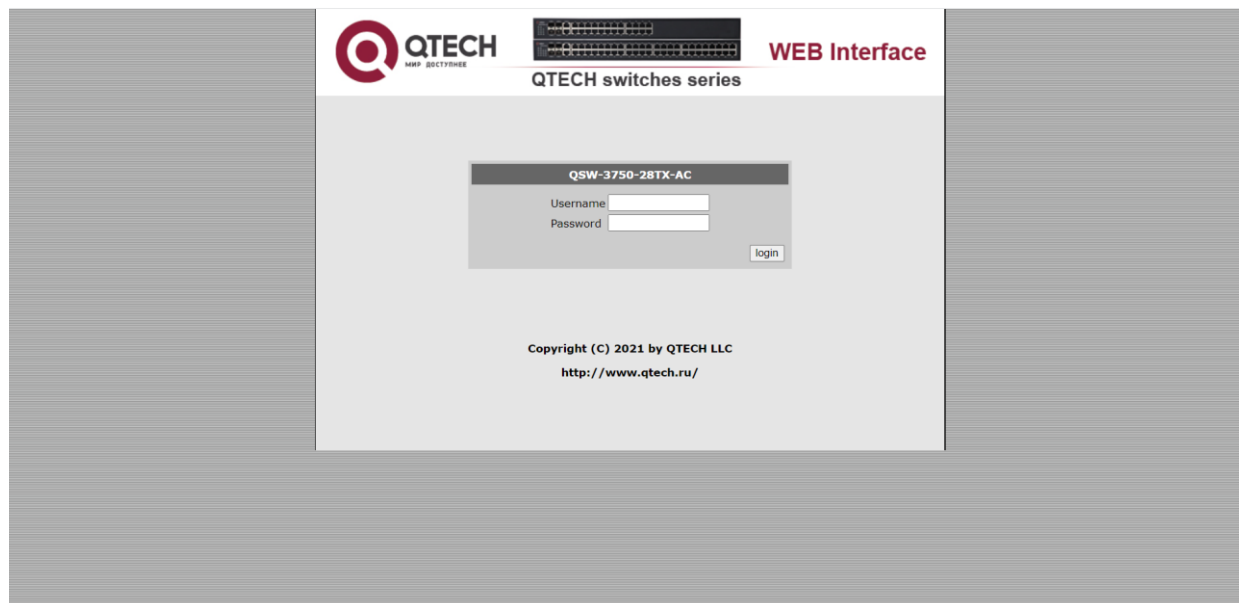 QTECH
МИР ДОСТУПНЕЕ
WEB Interface
QTECH switches series
QSW-3750-28TX-AC
Username
Password
login
Copyright (C) 2021 by QTECH LLC
http://www.qtech.ru/